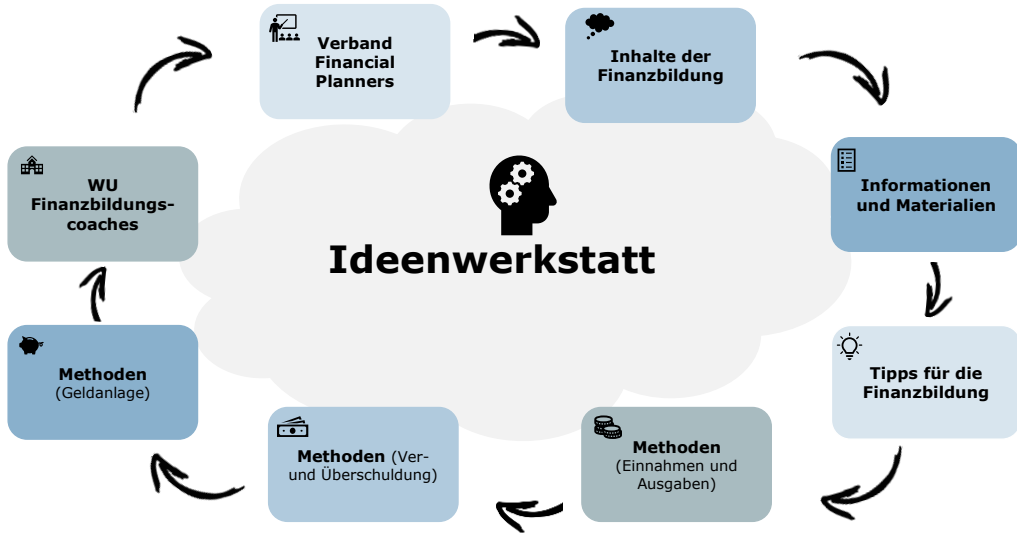 Verband
Financial
Planners
Inhalte der
Finanzbildung
WU
Finanzbildungs-
coaches
Informationen
und Materialien
Ideenwerkstatt
Methoden
(Geldanlage)
Tipps für die
Finanzbildung
Methoden (Ver-
und Überschuldung)
Methoden
(Einnahmen und
Ausgaben)